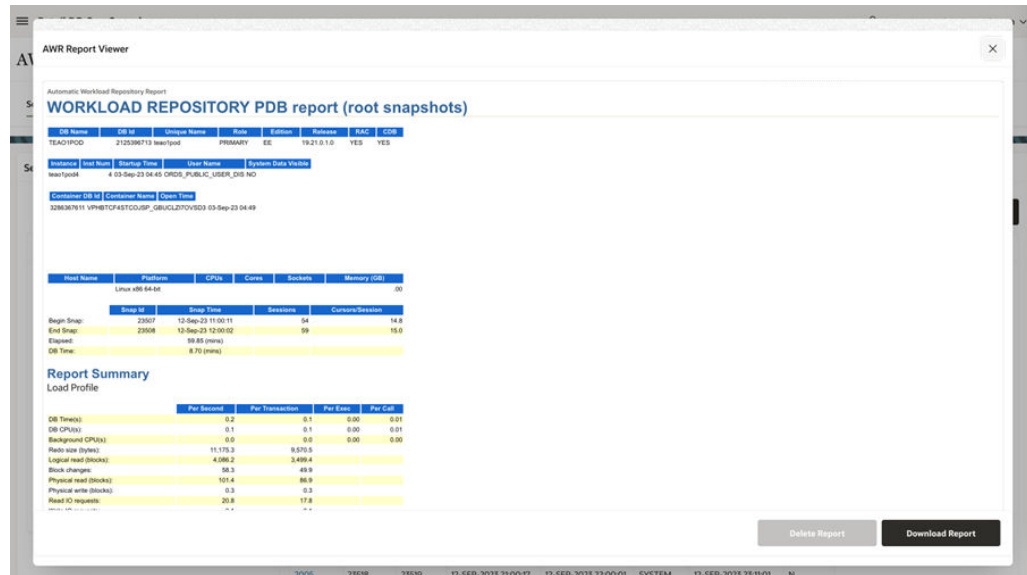 AWR Report Viewer
Automatic Workload Repository Report
WORKLOAD REPOSITORY PDB report (root snapshots)
DB Name DB Id Unique Name Role Edition Release RAC CDB
TEAO1POD 2125396713 teao1pod PRIMARY EE 19.21.0.1.0 YES YES
Instance Inst Num Startup Time User Name System Data Visible
teao1pod4 4 03-Sep-23 04:45 ORDS_PUBLIC_USER_DIS NO
Container DB Id Container Name Open Time
3286367611 VPHBTCF4STCOJSP_GBUCLZI7OVSD3 03-Sep-23 04:49
Host Name Platform CPUs Cores Sockets Memory (GB)
Linux x86 64-bit .00
Snap Id Snap Time Sessions Cursors/Session
Begin Snap: 23507 12-Sep-23 11:00:11 54 14.8
End Snap: 23508 12-Sep-23 12:00:02 59 15.0
Elapsed: 59.85 (mins)
DB Time: 8.70 (mins)
Report Summary
Load Profile
Per Second Per Transaction Per Exec Per Call
DB Time(s): 0.2 0.1 0.00 0.01
DB CPU(s): 0.1 0.1 0.00 0.01
Background CPU(s): 0.0 0.0 0.00 0.00
Redo size (bytes): 11,175.3 9,570.5
Logical read (blocks): 4,086.2 3,499.4
Block changes: 58.3 49.9
Physical read (blocks): 101.4 86.9
Physical write (blocks): 0.3 0.3
Read IO requests: 20.8 17.8
Delete Report Download Report